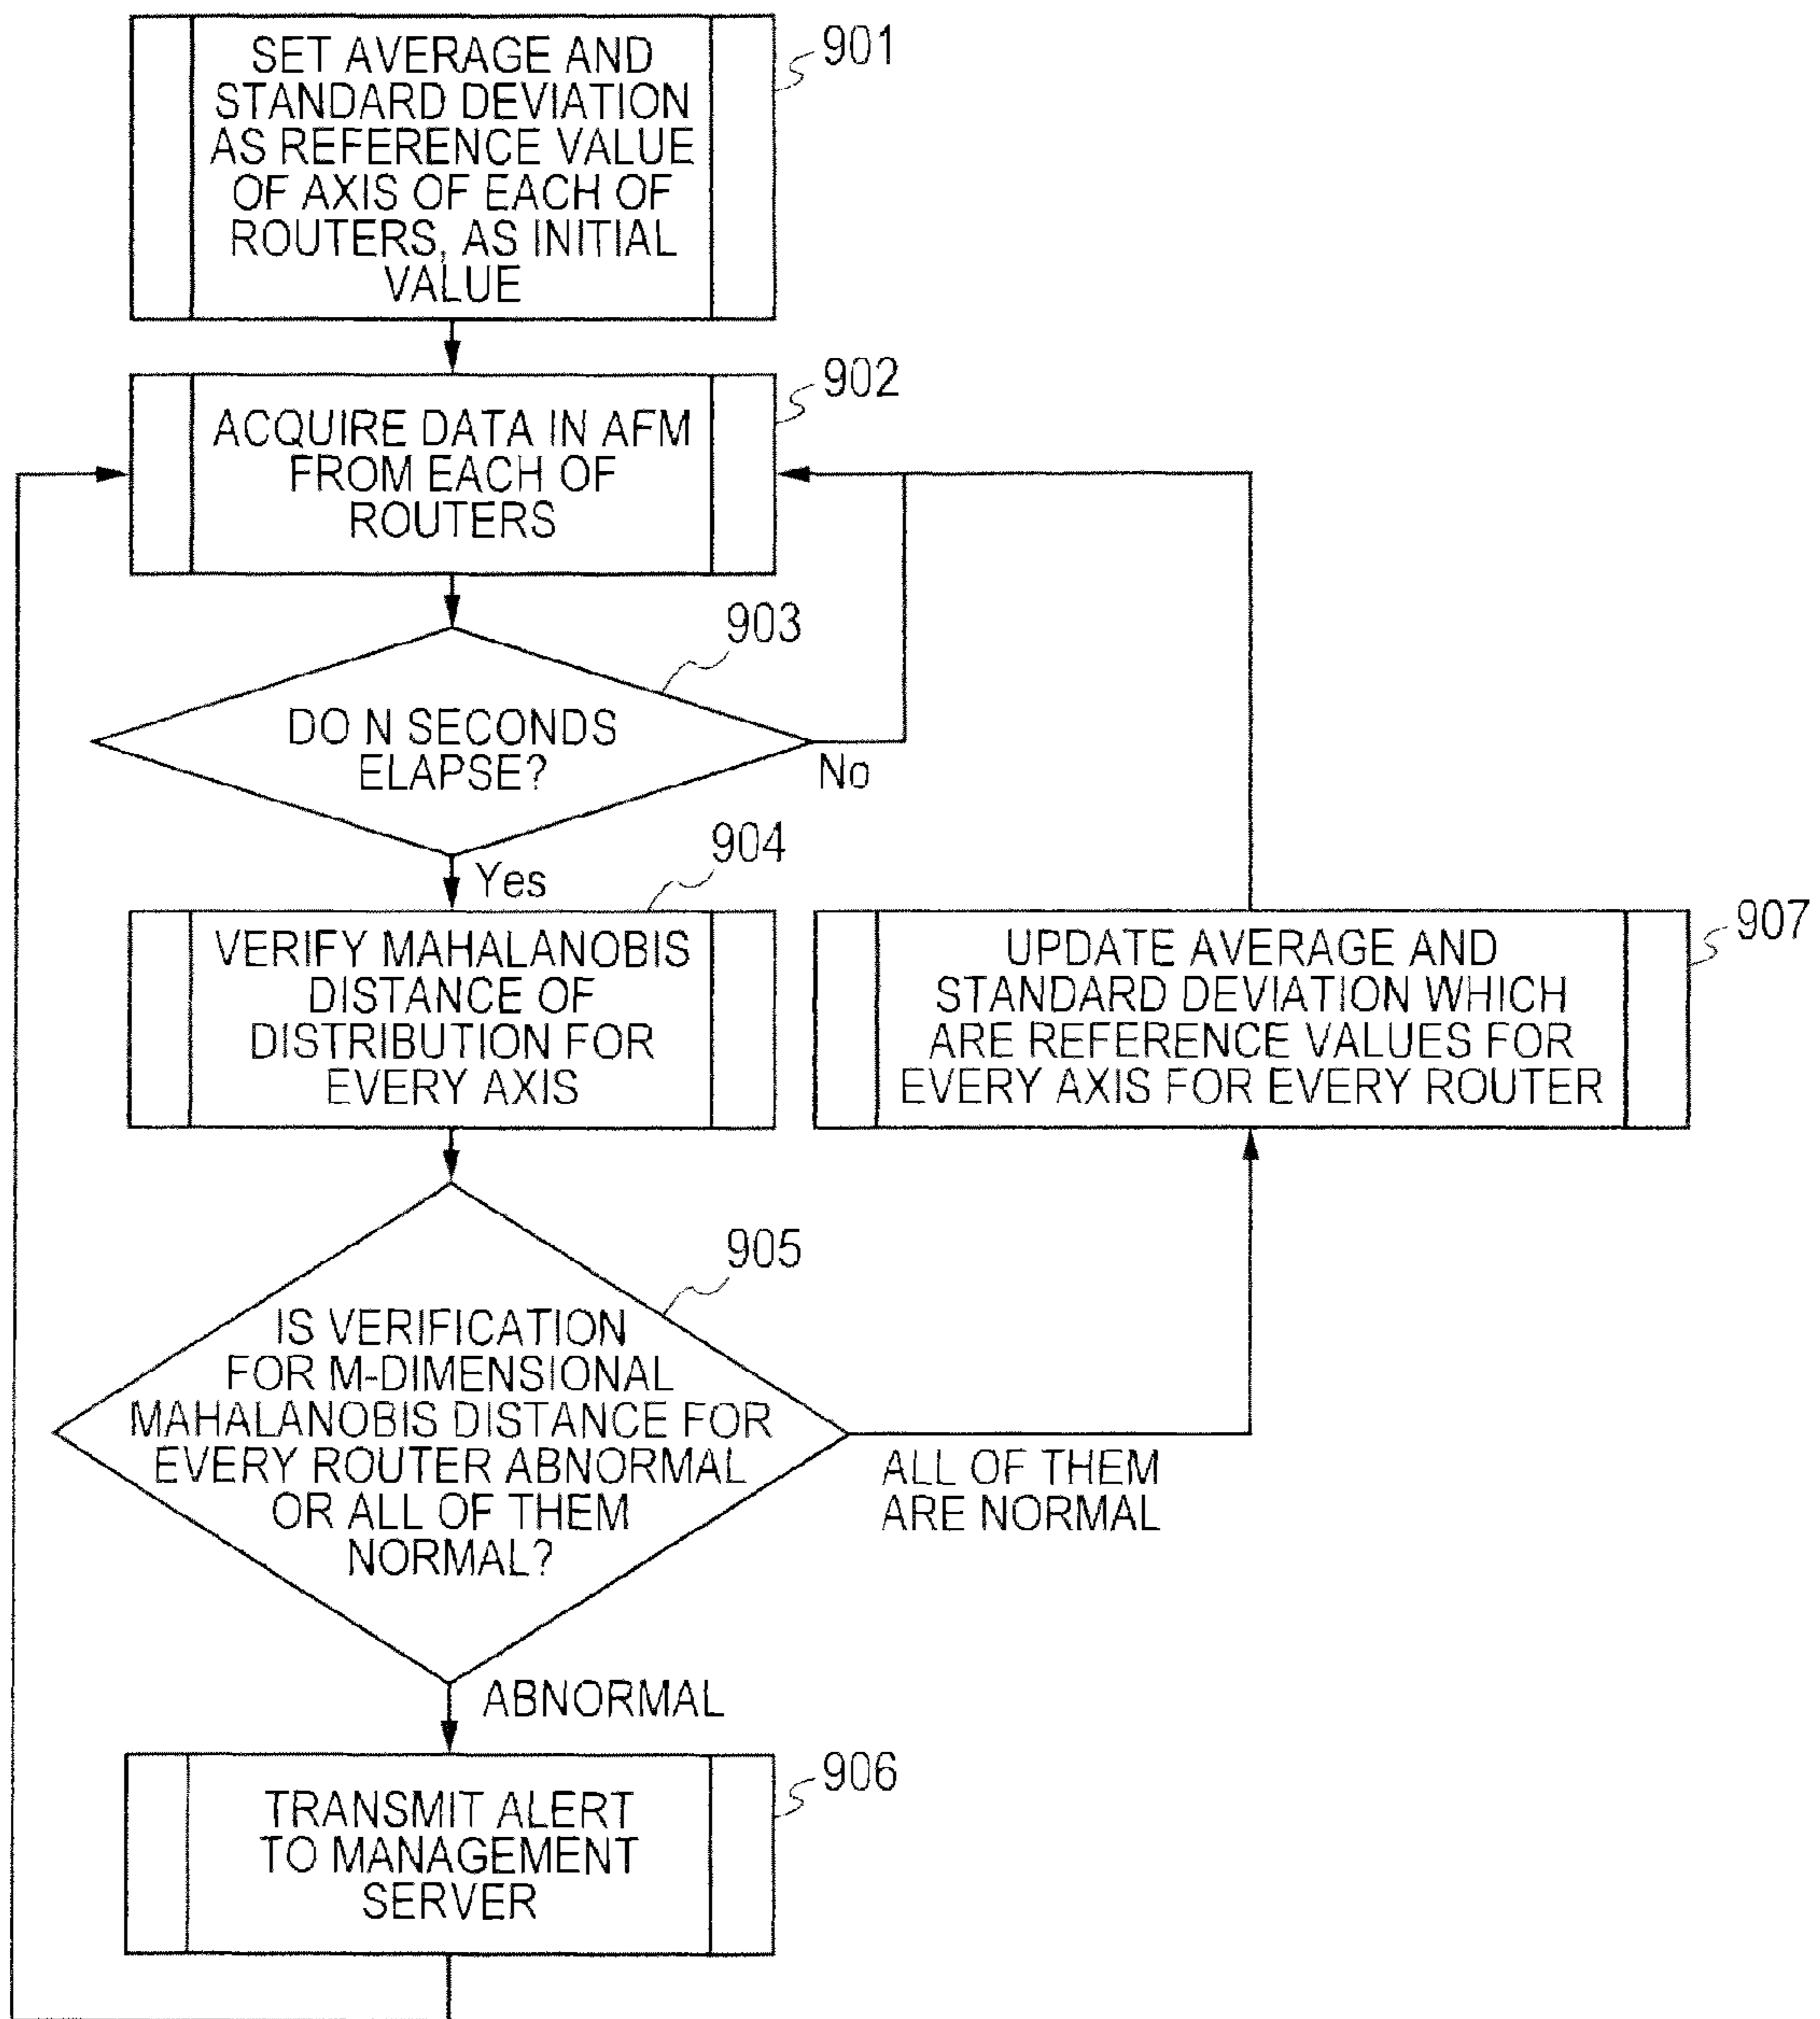 SET AVERAGE AND
STANDARD DEVIATION
AS REFERENCE VALUE
OF AXIS OF EACH OF
ROUTERS, AS INITIAL
VALUE
901
ACQUIRE DATA IN AFM
FROM EACH OF
ROUTERS
902
903
DO N SECONDS
ELAPSE?
No
Yes
904
VERIFY MAHALANOBIS
DISTANCE OF
DISTRIBUTION FOR
EVERY AXIS
UPDATE AVERAGE AND
STANDARD DEVIATION WHICH
ARE REFERENCE VALUES FOR
EVERY AXIS FOR EVERY ROUTER
907
905
IS VERIFICATION
FOR M-DIMENSIONAL
MAHALANOBIS DISTANCE FOR
EVERY ROUTER ABNORMAL
OR ALL OF THEM
NORMAL?
ALL OF THEM
ARE NORMAL
ABNORMAL
906
TRANSMIT ALERT
TO MANAGEMENT
SERVER